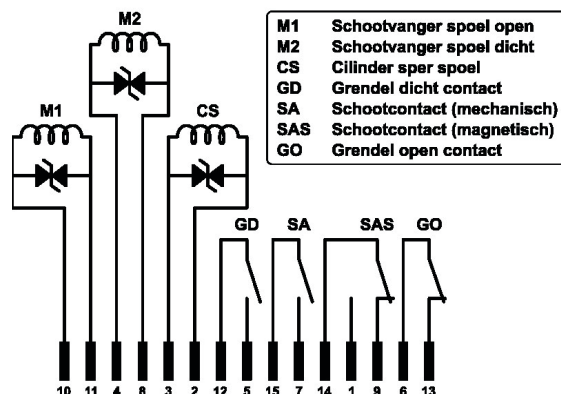 M2
M1
CS
M1 Schootvanger spoel open
M2 Schootvanger spoel dicht
CS Cilinder sper spoel
GD Grendel dicht contact
SA Schootcontact (mechanisch)
SAS Schootcontact (magnetisch)
GO Grendel open contact
GD SA SAS GO
10 11 4 8 3 2 12 5 15 7 14 1 9 6 13